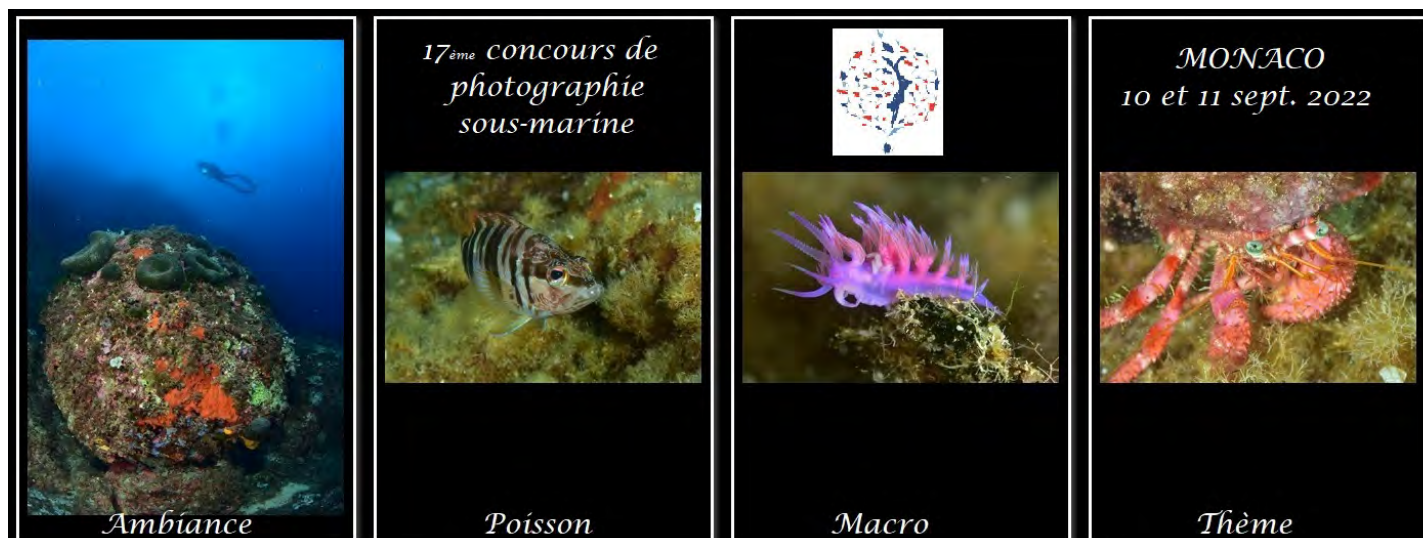 17ème concours de
photographie
sous-marine
MONACO
10 et 11 sept. 2022
Ambiance
Poisson
Macro
Thème